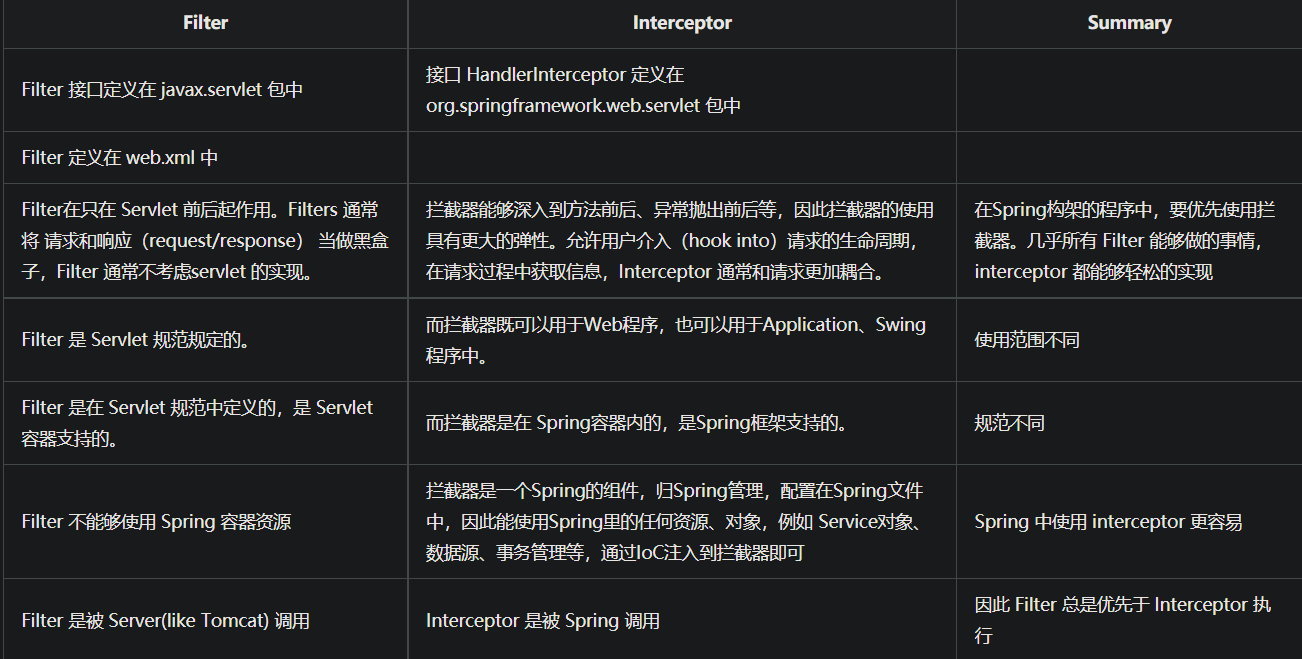 Filter
Interceptor
Summary
Filter 接口定义在 javax.servlet 包中
接口 HandlerInterceptor 定义在
org.springframework.web.servlet 包中
Filter 定义在 web.xml 中
Filter在只在 Servlet 前后起作用。Filters 通常
将 请求和响应（request/response） 当做黑盒
子，Filter 通常不考虑servlet 的实现。
拦截器能够深入到方法前后、异常抛出前后等，因此拦截器的使用
具有更大的弹性。允许用户介入（hook into）请求的生命周期，
在请求过程中获取信息，Interceptor 通常和请求更加耦合。
在Spring构架的程序中，要优先使用拦
截器。几乎所有 Filter 能够做的事情，
interceptor 都能够轻松的实现
Filter 是 Servlet 规范规定的。
而拦截器既可以用于Web程序，也可以用于Application、Swing
程序中。
使用范围不同
Filter 是在 Servlet 规范中定义的，是 Servlet
容器支持的。
而拦截器是在 Spring容器内的，是Spring框架支持的。
规范不同
Filter 不能够使用 Spring 容器资源
拦截器是一个Spring的组件，归Spring管理，配置在Spring文件
中，因此能使用Spring里的任何资源、对象，例如 Service对象、
数据源、事务管理等，通过IoC注入到拦截器即可
Spring 中使用 interceptor 更容易
Filter 是被 Server(like Tomcat) 调用
Interceptor 是被 Spring 调用
因此 Filter 总是优先于 Interceptor 执
行